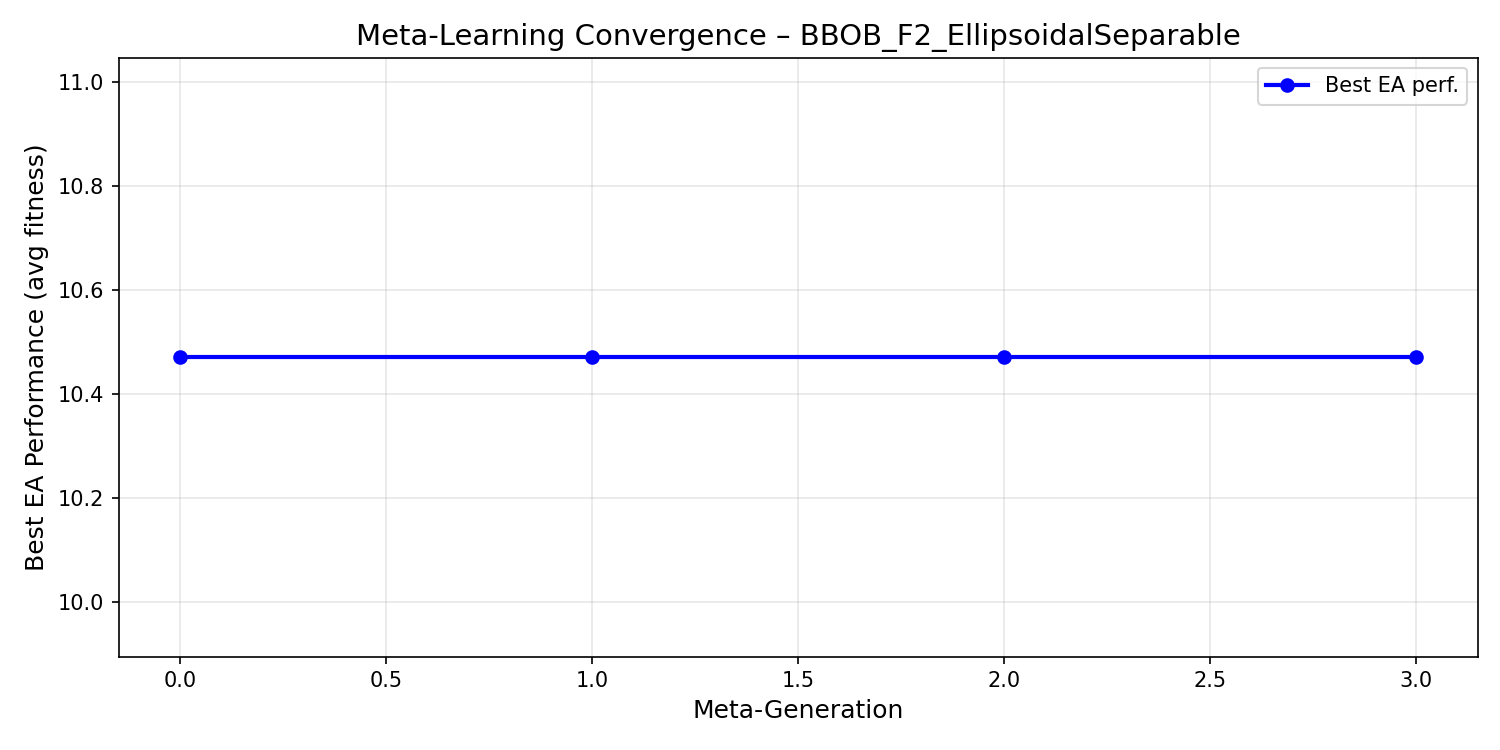 Meta-Learning Convergence – BBOB_F2_EllipsoidalSeparable
Best EA perf.
Best EA Performance (avg fitness)
11.0
10.8
10.6
10.4
10.2
10.0
0.0 0.5 1.0 1.5 2.0 2.5 3.0
Meta-Generation